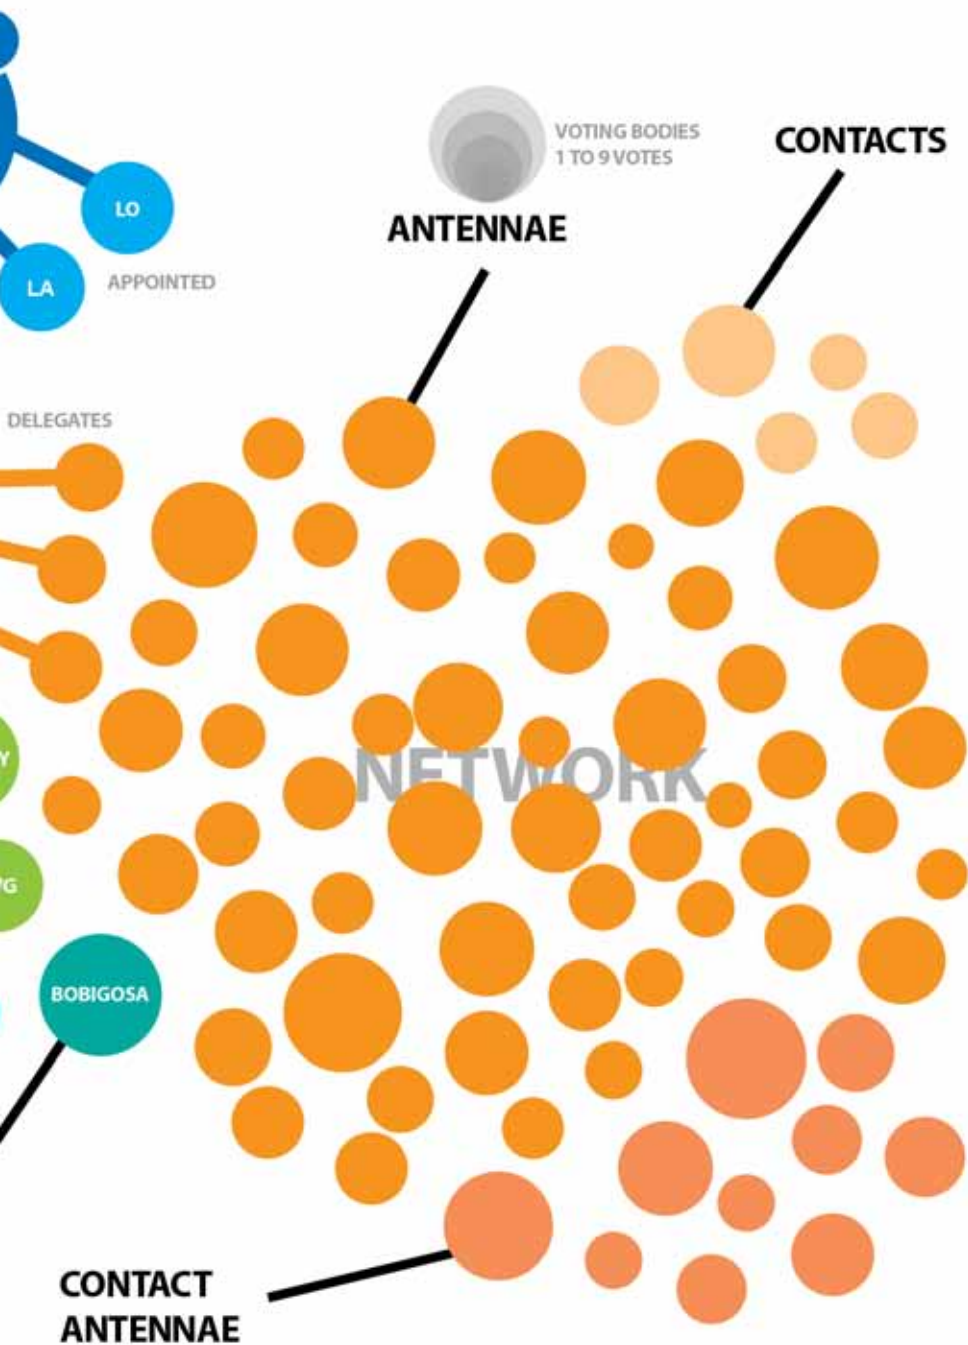 VOTING BODIES
1 TO 9 VOTES
CONTACTS
ANTENNAE
LO
LA
APPOINTED
DELEGATES
NETWORK
Y
G
BOBIGOSA
CONTACT
ANTENNAE